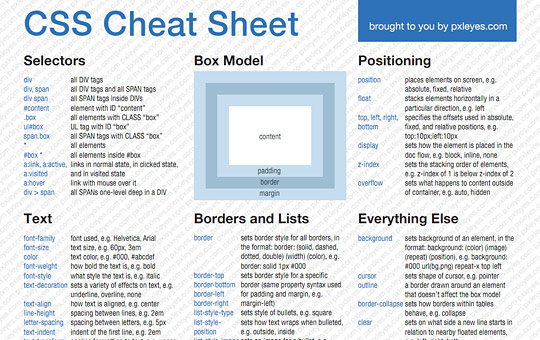 CSS Cheat Sheet
brought to you by pxleyes.com
Selectors
div all DIV tags
div, span all DIV tags and all SPAN tags
div span all SPAN tags inside DIVs
#content element with ID "content"
.box all elements with CLASS "box"
ul#box UL tag with ID "box"
span.box all SPAN tags with CLASS "box"
* all elements
#box * all elements inside #box
a:link, a:active, links in normal state, in clicked state,
a:visited and in visited state
a:hover link with mouse over it
div > span all SPANs one-level deep in a DIV
Box Model
content
padding
border
margin
Positioning
position places elements on screen, e.g.
absolute, fixed, relative
float stacks elements horizontally in a
particular direction, e.g. left
top, left, right, specifies the offsets used in absolute,
bottom fixed, and relative positions, e.g.
top:10px;left:10px
display sets how the element is placed in
the doc flow, e.g. block, inline, none
z-index sets the stacking order of elements,
e.g. z-index of 1 is below z-index of 2
overflow sets what happens to content outside
of container, e.g. auto, hidden
Text
font-family font used, e.g. Helvetica, Arial
font-size text size, e.g. 60px, 3em
color text color, e.g. #000, #abcdef
font-weight how bold the text is, e.g. bold
font-style what style the text is, e.g. italic
text-decoration sets a variety of effects on text, e.g.
underline, overline, none
text-align how text is aligned, e.g. center
line-height spacing between lines, e.g. 2em
letter-spacing spacing between letters, e.g. 5px
text-indent indent of the first line, e.g. 2em
Borders and Lists
border sets border style for all borders, in
the format: border: (solid, dashed,
dotted, double) (width) (color), e.g.
border: solid 1px #000
border-top sets border style for a specific
border-bottom border (same property syntax used
border-left for padding and margin, e.g.
border-right margin-left)
list-style-type sets style of bullets, e.g. square
list-style- sets how text wraps when bulleted,
position e.g. outside, inside
list-style-image sets an image for a bullet, e.g.
Everything Else
background sets background of an element, in the
format: background: (color) (image)
(repeat) (position), e.g. background:
#000 url(bg.png) repeat-x top left
cursor sets shape of cursor, e.g. pointer
outline a border drawn around an element
that doesn't affect the box model
border-collapse sets how borders within tables
behave, e.g. collapse
clear sets on what side a new line starts in
relation to nearby floated elements,